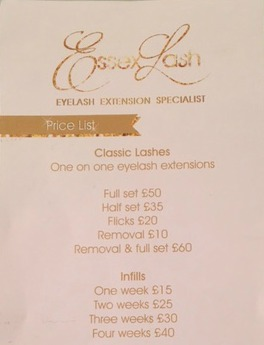 Essex Lash
EYELASH EXTENSION SPECIALIST
Price List
Classic Lashes
One on one eyelash extensions
Full set £50
Half set £35
Flicks £20
Removal £10
Removal & full set £60
Infills
One week £15
Two weeks £25
Three weeks £30
Four weeks £40